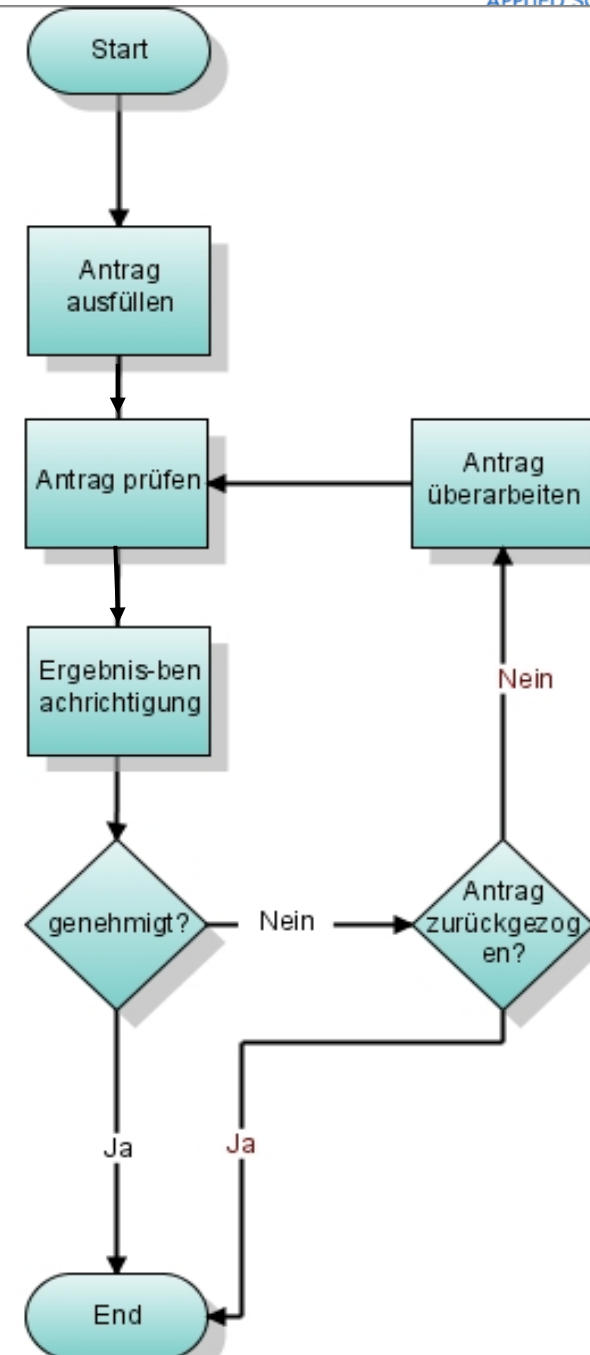 Start
Antrag
ausfüllen
Antrag prüfen
Antrag
überarbeiten
Ergebnis-ben
achrichtigung
Nein
genehmigt?
Nein
Antrag
zurückgezog
en?
Ja
Ja
End